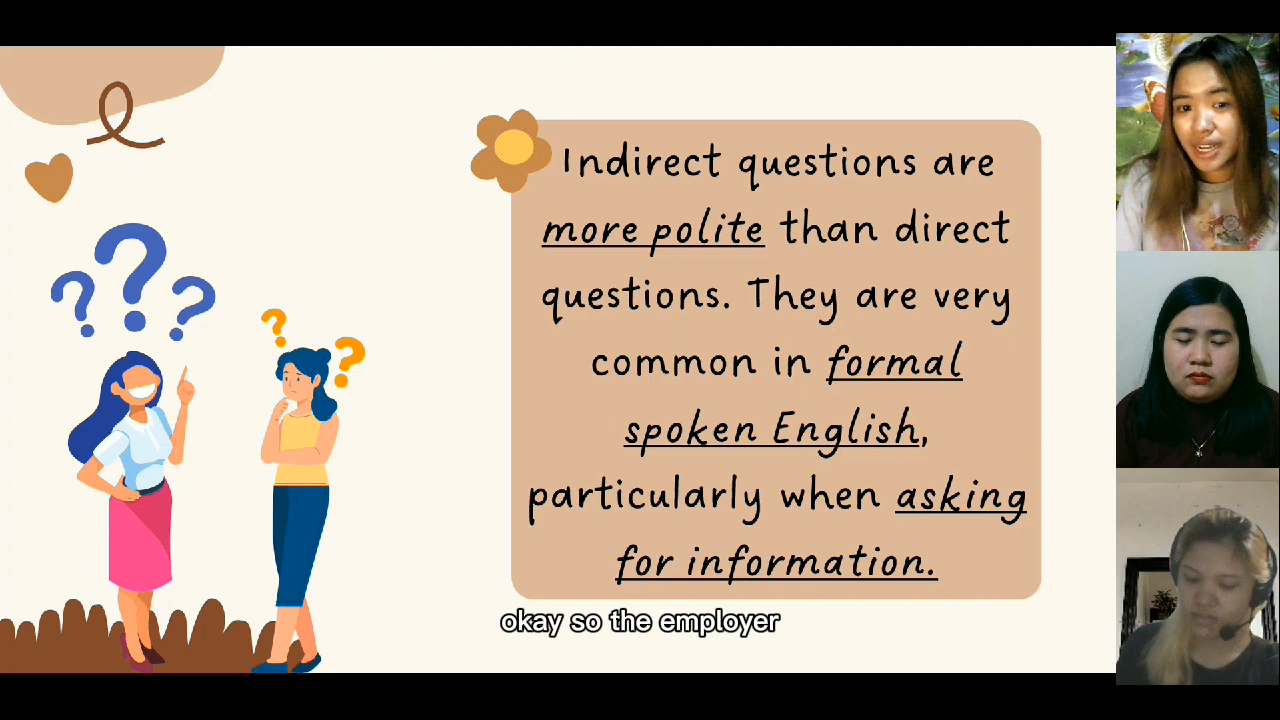 Indirect questions are
more polite than direct
questions. They are very
common in formal
spoken English,
particularly when asking
for information.
okay so the employer